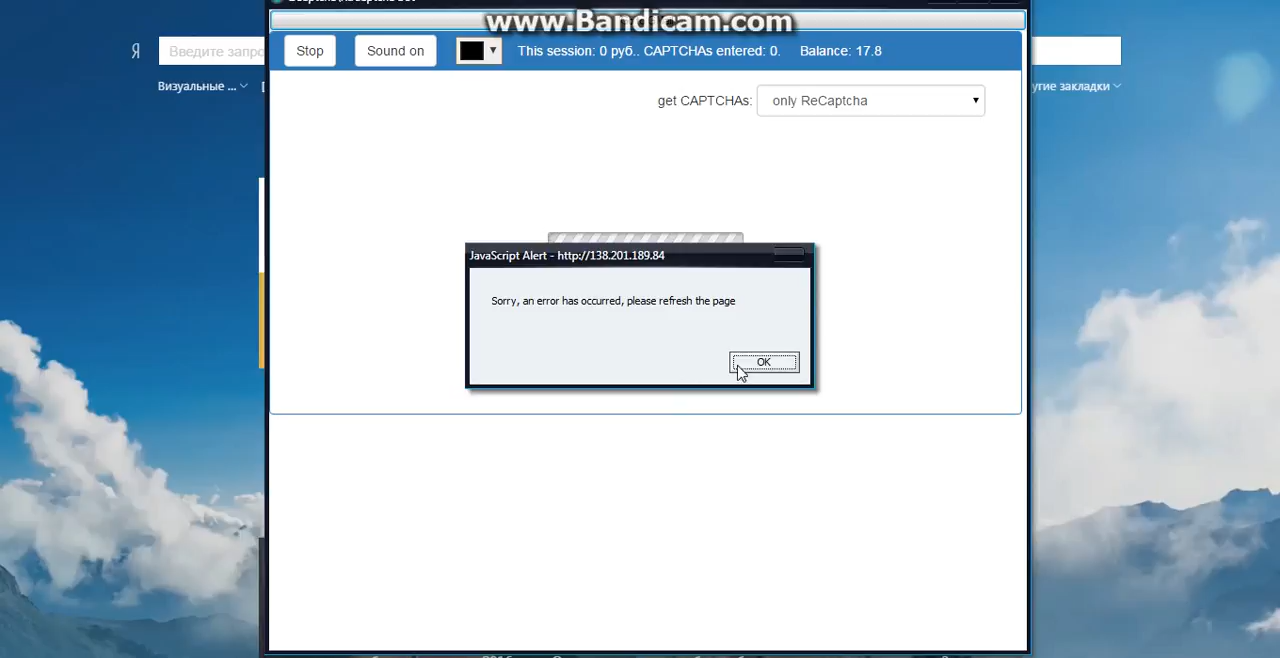 www.Bandicam.com
Я
Введите запро
Stop
Sound on
This session: 0 руб.. CAPTCHAs entered: 0.
Balance: 17.8
Визуальные ...
угие закладки
get CAPTCHAs:
only ReCaptcha
JavaScript Alert - http://138.201.189.84
Sorry, an error has occurred, please refresh the page
OK